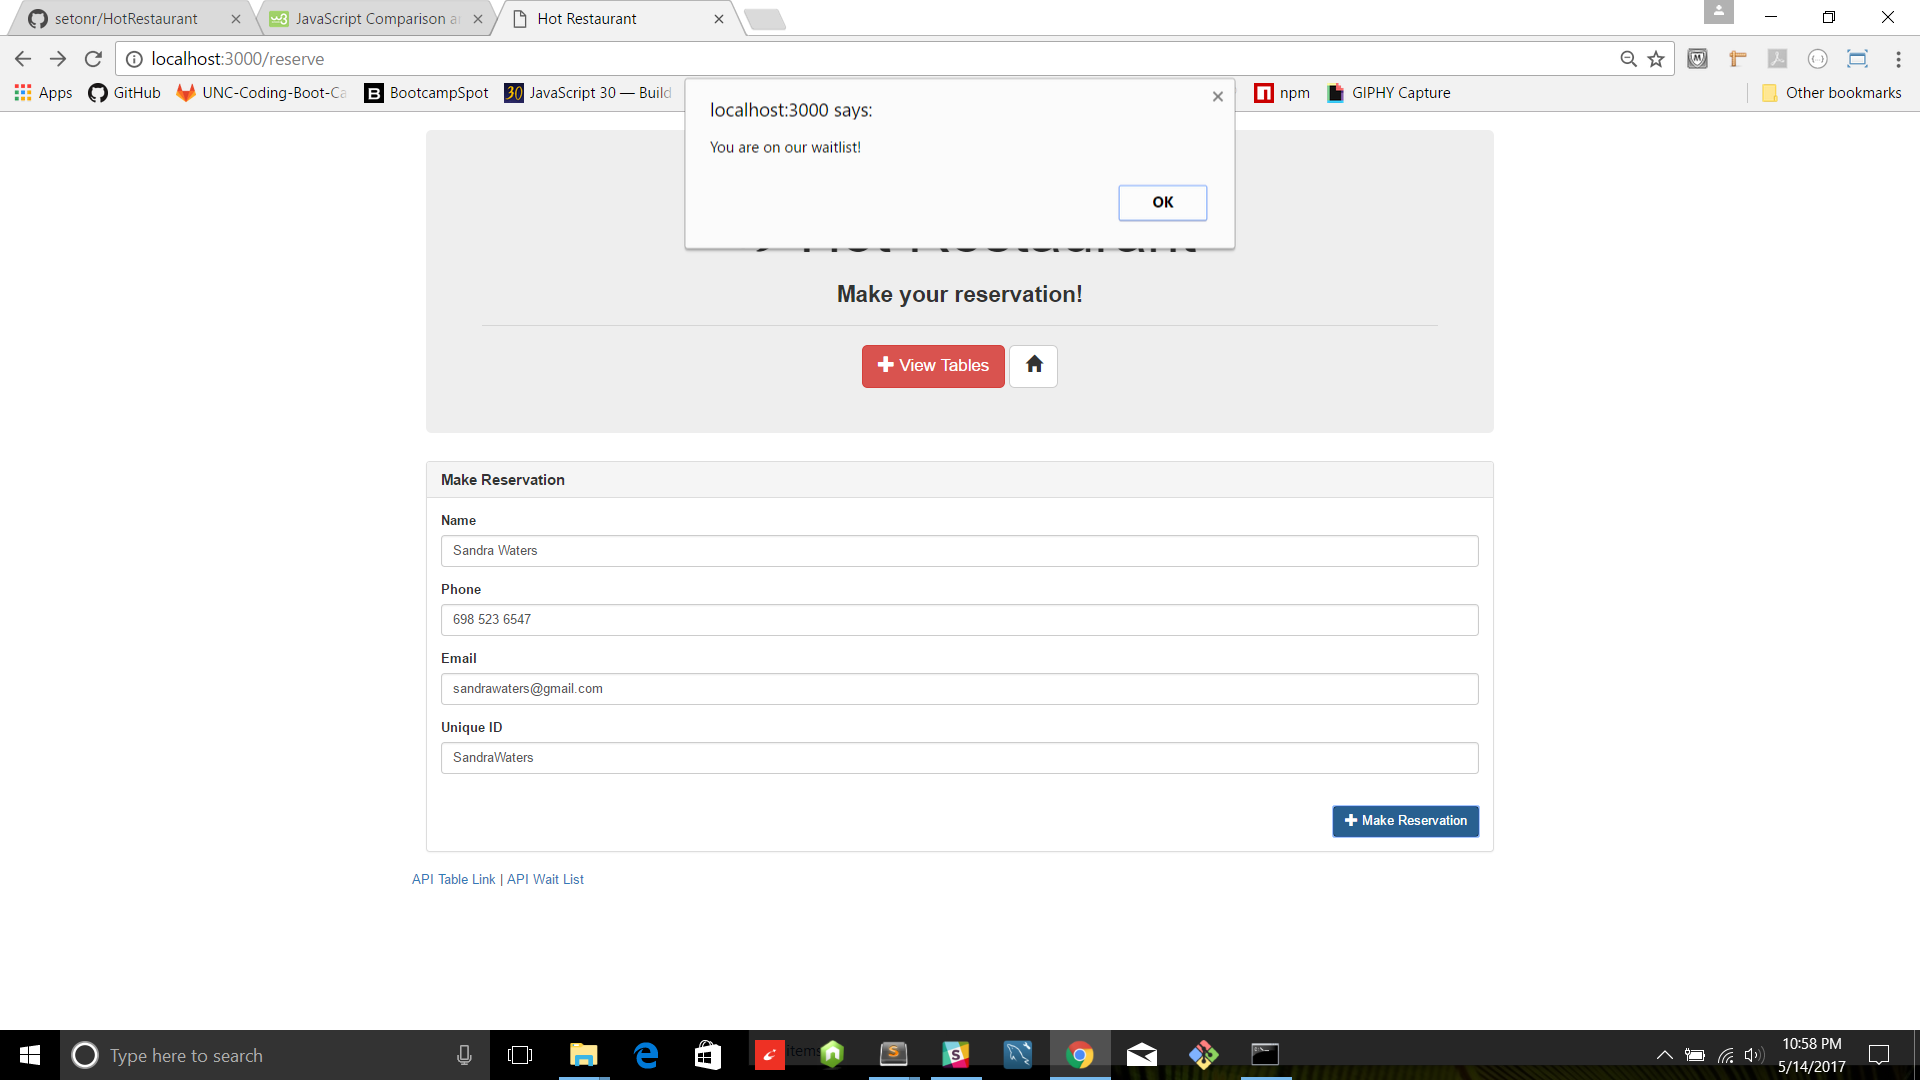 setonr/HotRestaurant
JavaScript Comparison a
Hot Restaurant
localhost:3000/reserve
Apps
GitHub
UNC-Coding-Boot-Ca
BootcampSpot
JavaScript 30 — Build
npm
GIPHY Capture
Other bookmarks
localhost:3000 says:
You are on our waitlist!
OK
Hot Restaurant
Make your reservation!
View Tables
Make Reservation
Name
Sandra Waters
Phone
698 523 6547
Email
sandrawaters@gmail.com
Unique ID
SandraWaters
Make Reservation
API Table Link | API Wait List
Type here to search
items
10:58 PM
5/14/2017